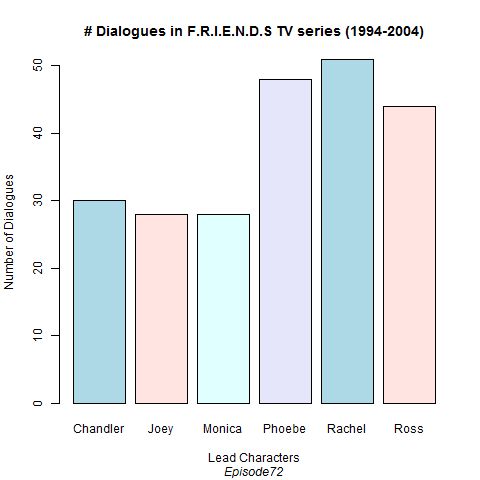 # Dialogues in F.R.I.E.N.D.S TV series (1994-2004)
50
40
30
20
10
0
Number of Dialogues
Chandler Joey Monica Phoebe Rachel Ross
Lead Characters
Episode72